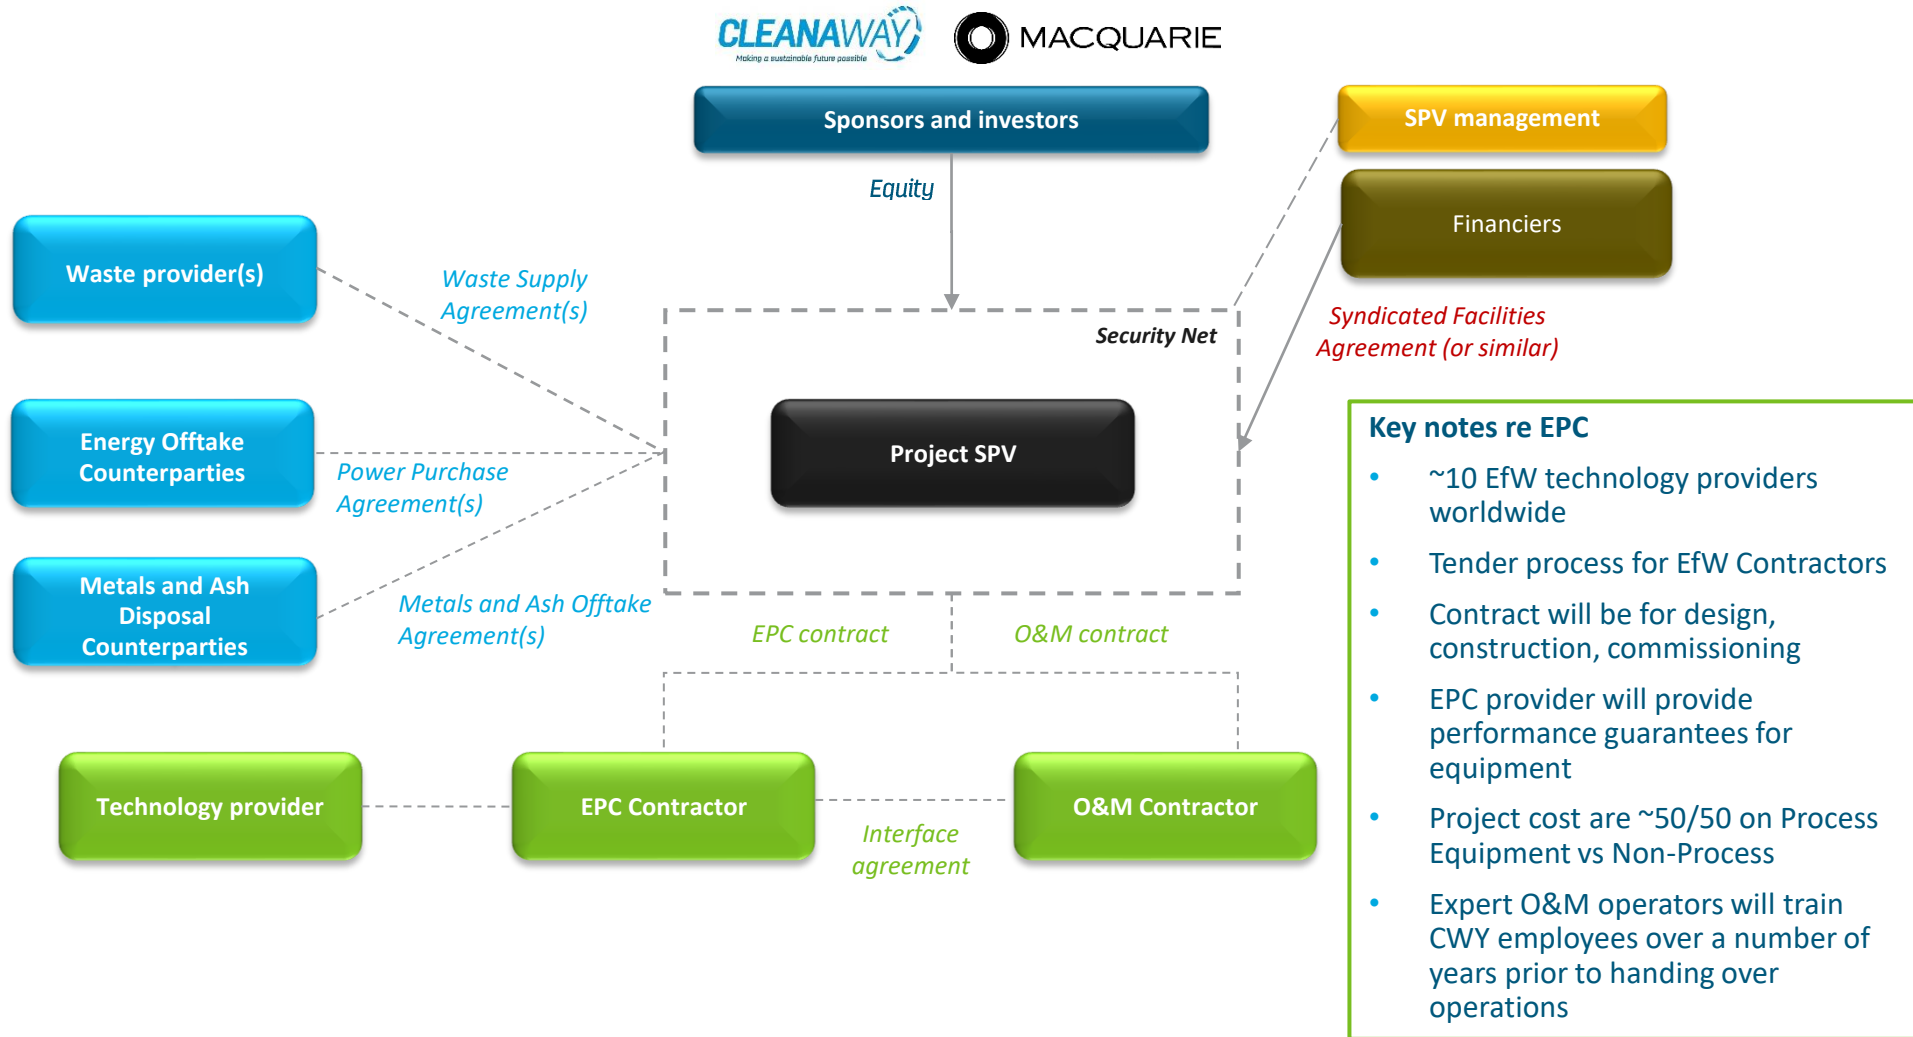 CLEANAWAY
Making a sustainable future possible
MACQUARIE
Sponsors and investors
SPV management
Equity
Financiers
Waste provider(s)
Waste Supply
Agreement(s)
Syndicated Facilities
Agreement (or similar)
Security Net
Energy Offtake
Counterparties
Power Purchase
Agreement(s)
Project SPV
Metals and Ash
Disposal
Counterparties
Metals and Ash Offtake
Agreement(s)
EPC contract
O&M contract
Technology provider
EPC Contractor
Interface
agreement
O&M Contractor
Key notes re EPC
• ~10 EfW technology providers
worldwide
• Tender process for EfW Contractors
• Contract will be for design,
construction, commissioning
• EPC provider will provide
performance guarantees for
equipment
• Project cost are ~50/50 on Process
Equipment vs Non-Process
• Expert O&M operators will train
CWY employees over a number of
years prior to handing over
operations